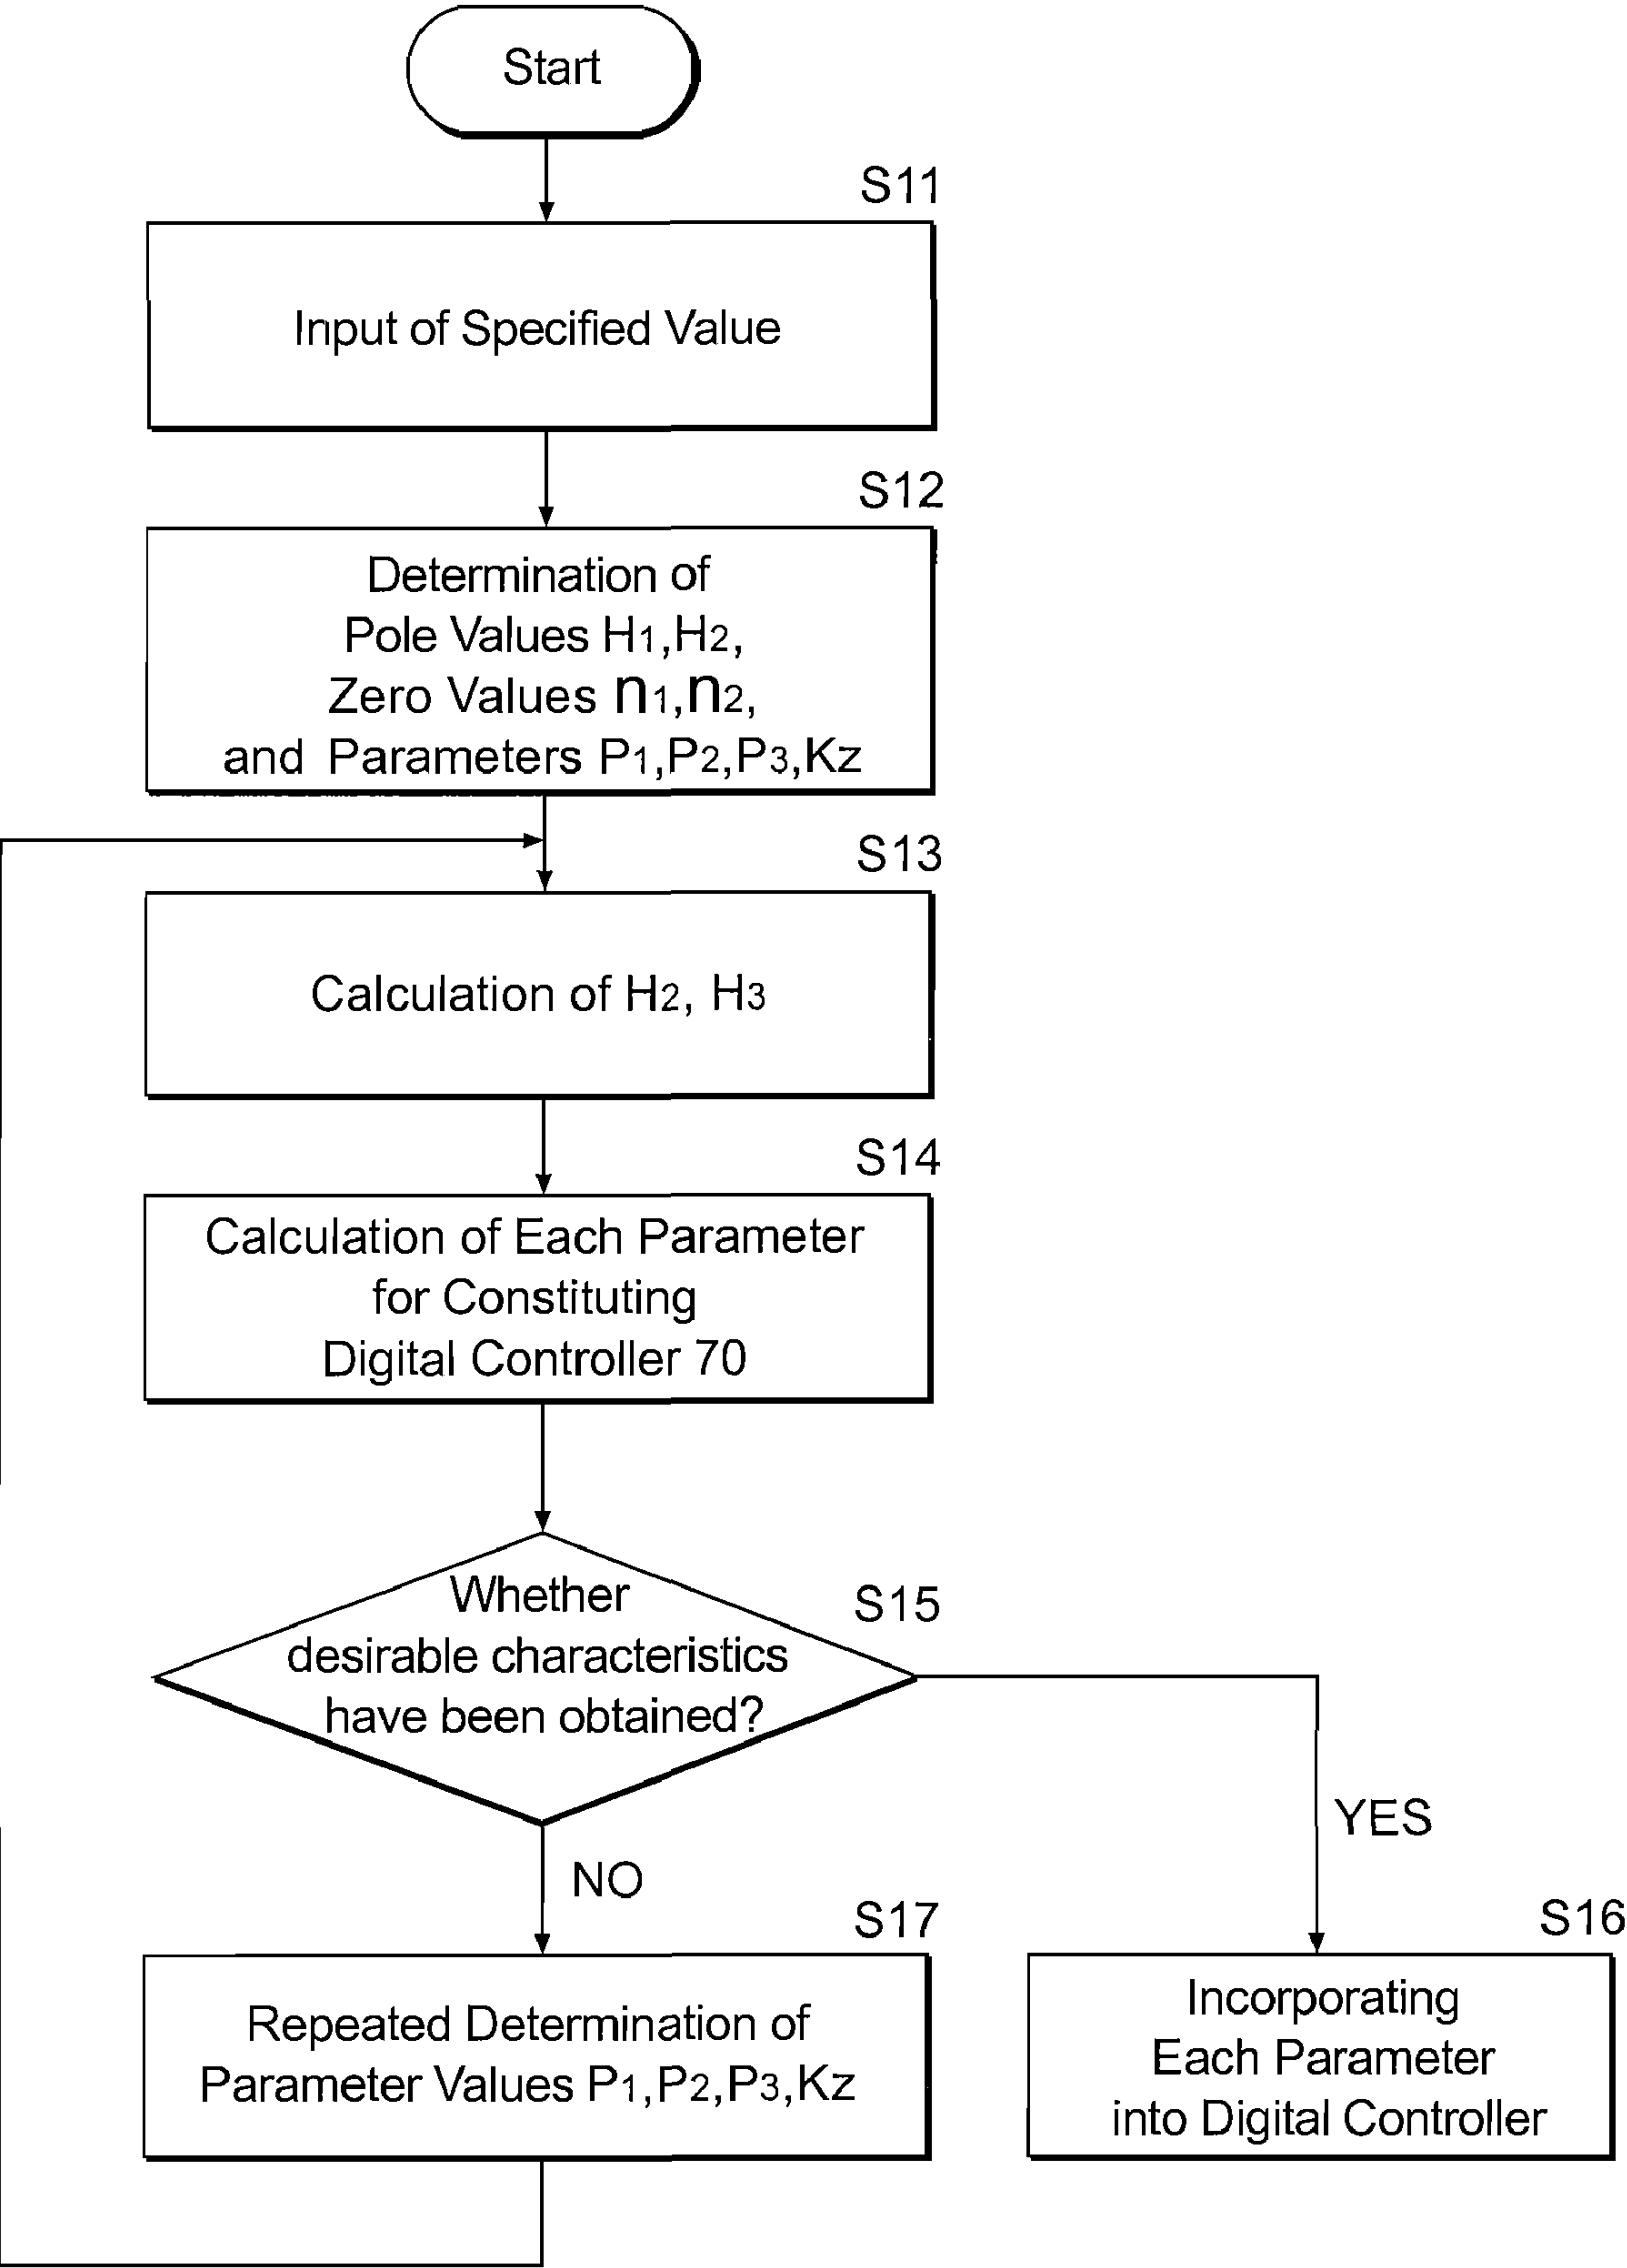 Start
S11
Input of Specified Value
S12
Determination of
Pole Values H1,H2,
Zero Values n1,n2,
and Parameters P1,P2,P3,Kz
S13
Calculation of H2, H3
S14
Calculation of Each Parameter
for Constituting
Digital Controller 70
S15
Whether
desirable characteristics
have been obtained?
YES
NO
S17
Repeated Determination of
Parameter Values P1,P2,P3,Kz
S16
Incorporating
Each Parameter
into Digital Controller